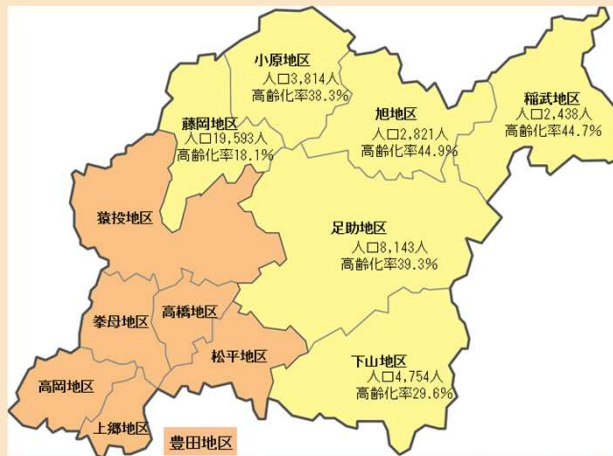 小原地区
人口3,814人
高齢化率38.3%
稲武地区
人口2,438人
高齢化率44.7%
藤岡地区
人口19,593人
高齢化率18.1%
旭地区
人口2,821人
高齢化率44.9%
猿投地区
足助地区
人口8,143人
高齢化率39.3%
挙母地区
高橋地区
松平地区
下山地区
人口4,754人
高齢化率29.6%
高岡地区
上郷地区
豊田地区